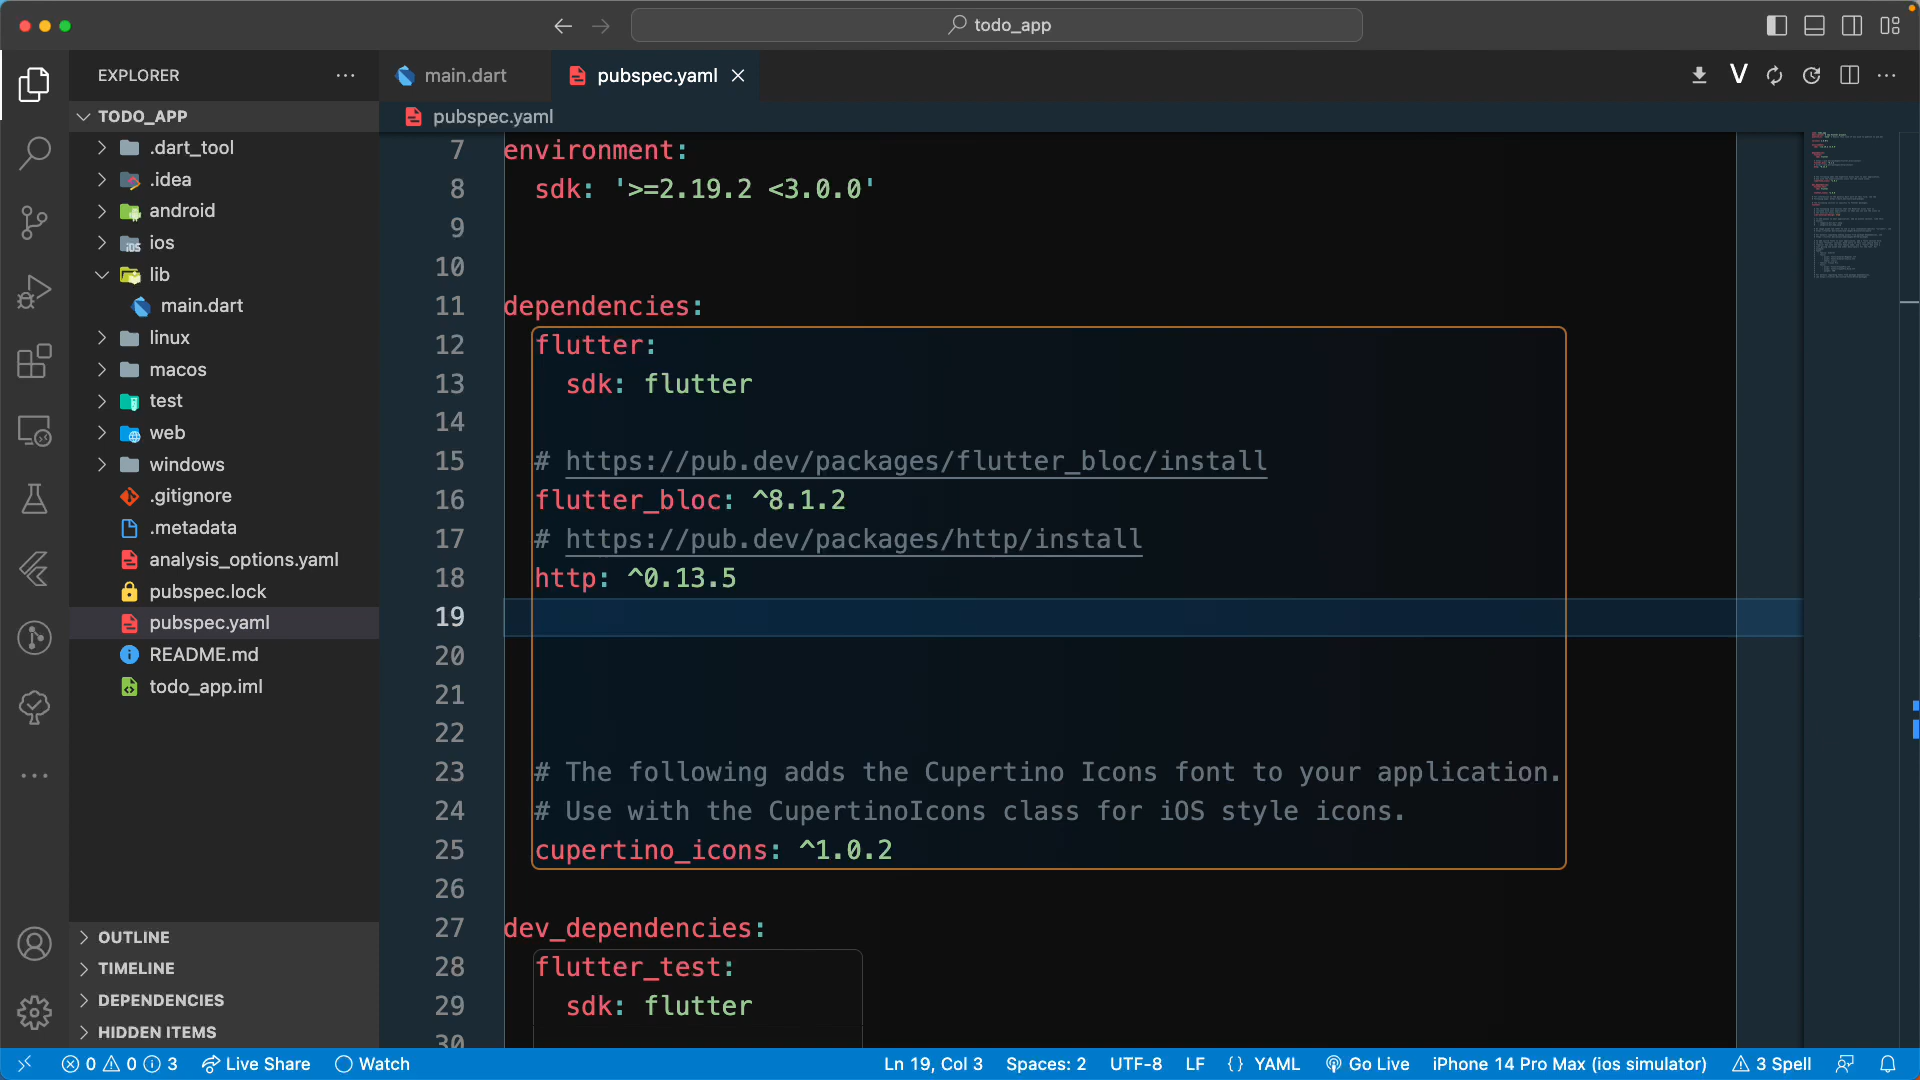 todo_app
EXPLORER
main.dart
pubspec.yaml
TODO_APP
.dart_tool
.idea
android
ios
lib
main.dart
linux
macos
test
web
windows
.gitignore
.metadata
analysis_options.yaml
pubspec.lock
pubspec.yaml
README.md
todo_app.iml
OUTLINE
TIMELINE
DEPENDENCIES
HIDDEN ITEMS
pubspec.yaml
7 environment:
8 sdk: '>=2.19.2 <3.0.0'
9
10
11 dependencies:
12 flutter:
13 sdk: flutter
14
15 # https://pub.dev/packages/flutter_bloc/install
16 flutter_bloc: ^8.1.2
17 # https://pub.dev/packages/http/install
18 http: ^0.13.5
19
20
21
22
23 # The following adds the Cupertino Icons font to your application.
24 # Use with the CupertinoIcons class for iOS style icons.
25 cupertino_icons: ^1.0.2
26
27 dev_dependencies:
28 flutter_test:
29 sdk: flutter
30
0 0 3 Live Share Watch Ln 19, Col 3 Spaces: 2 UTF-8 LF {} YAML Go Live iPhone 14 Pro Max (ios simulator) 3 Spell